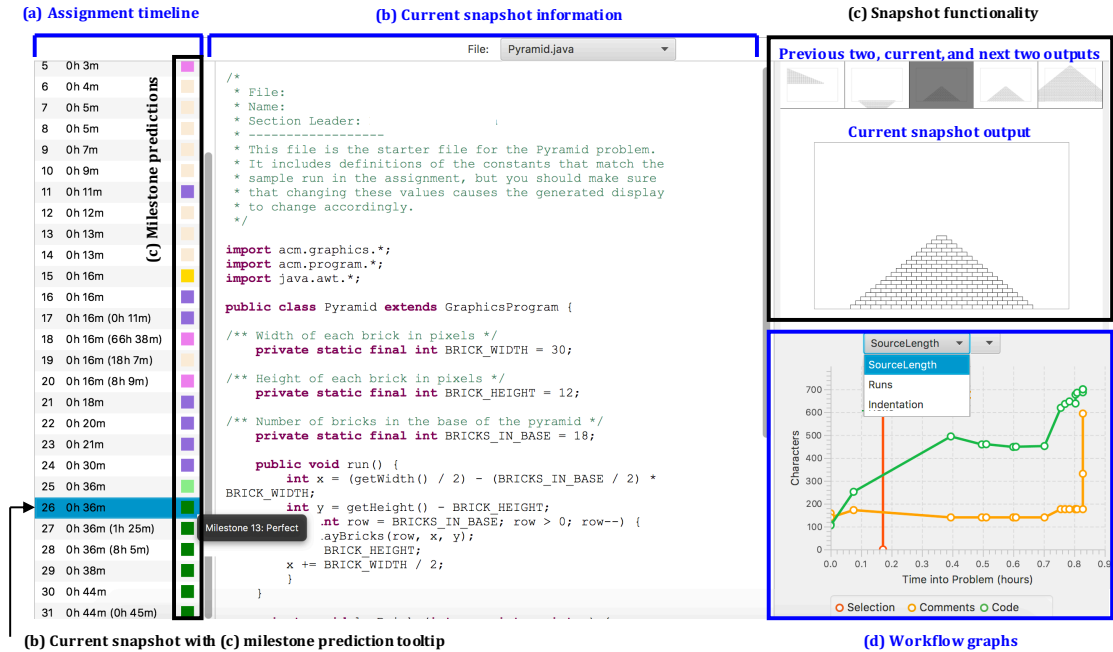 (a) Assignment timeline
(b) Current snapshot information
(c) Snapshot functionality
File: Pyramid.java
Previous two, current, and next two outputs
Current snapshot output
(c) Milestone predictions
5 0h 3m
6 0h 4m
7 0h 5m
8 0h 5m
9 0h 7m
10 0h 9m
11 0h 11m
12 0h 12m
13 0h 13m
14 0h 13m
15 0h 16m
16 0h 16m
17 0h 16m (0h 11m)
18 0h 16m (66h 38m)
19 0h 16m (18h 7m)
20 0h 16m (8h 9m)
21 0h 18m
22 0h 20m
23 0h 21m
24 0h 30m
25 0h 36m
26 0h 36m
27 0h 36m (1h 25m)
28 0h 36m (8h 5m)
29 0h 38m
30 0h 44m
31 0h 44m (0h 45m)
Milestone 13: Perfect
/*
* File:
* Name:
* Section Leader:
* ------------------
* This file is the starter file for the Pyramid problem.
* It includes definitions of the constants that match the
* sample run in the assignment, but you should make sure
* that changing these values causes the generated display
* to change accordingly.
*/
import acm.graphics.*;
import acm.program.*;
import java.awt.*;
public class Pyramid extends GraphicsProgram {
/** Width of each brick in pixels */
private static final int BRICK_WIDTH = 30;
/** Height of each brick in pixels */
private static final int BRICK_HEIGHT = 12;
/** Number of bricks in the base of the pyramid */
private static final int BRICKS_IN_BASE = 18;
public void run() {
int x = (getWidth() / 2) - (BRICKS_IN_BASE / 2) *
BRICK_WIDTH;
int y = getHeight() - BRICK_HEIGHT;
nt row = BRICKS_IN_BASE; row > 0; row--) {
ayBricks(row, x, y);
BRICK_HEIGHT;
x += BRICK_WIDTH / 2;
}
}
SourceLength
SourceLength
Runs
Indentation
Characters
700
600
500
400
300
200
100
0
0.0 0.1 0.2 0.3 0.4 0.5 0.6 0.7 0.8 0.9
Time into Problem (hours)
Selection Comments Code
(b) Current snapshot with (c) milestone prediction tooltip
(d) Workflow graphs